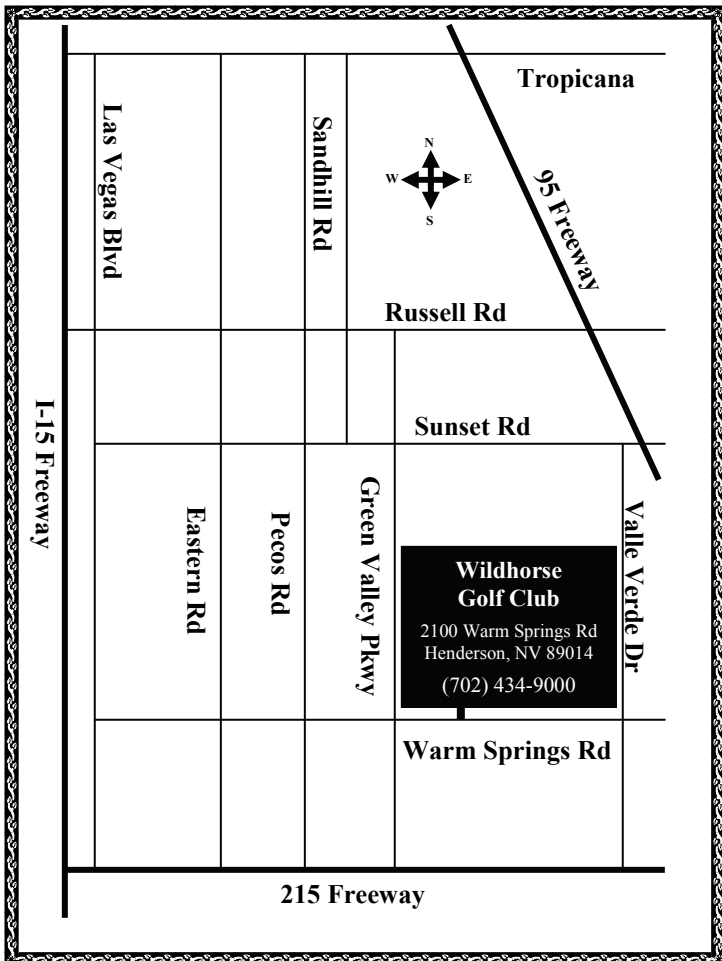 Tropicana
Las Vegas Blvd
Sandhill Rd
N
W
E
S
95 Freeway
Russell Rd
I-15 Freeway
Sunset Rd
Eastern Rd
Pecos Rd
Green Valley Pkwy
Valle Verde Dr
Wildhorse
Golf Club
2100 Warm Springs Rd
Henderson, NV 89014
(702) 434-9000
Warm Springs Rd
215 Freeway